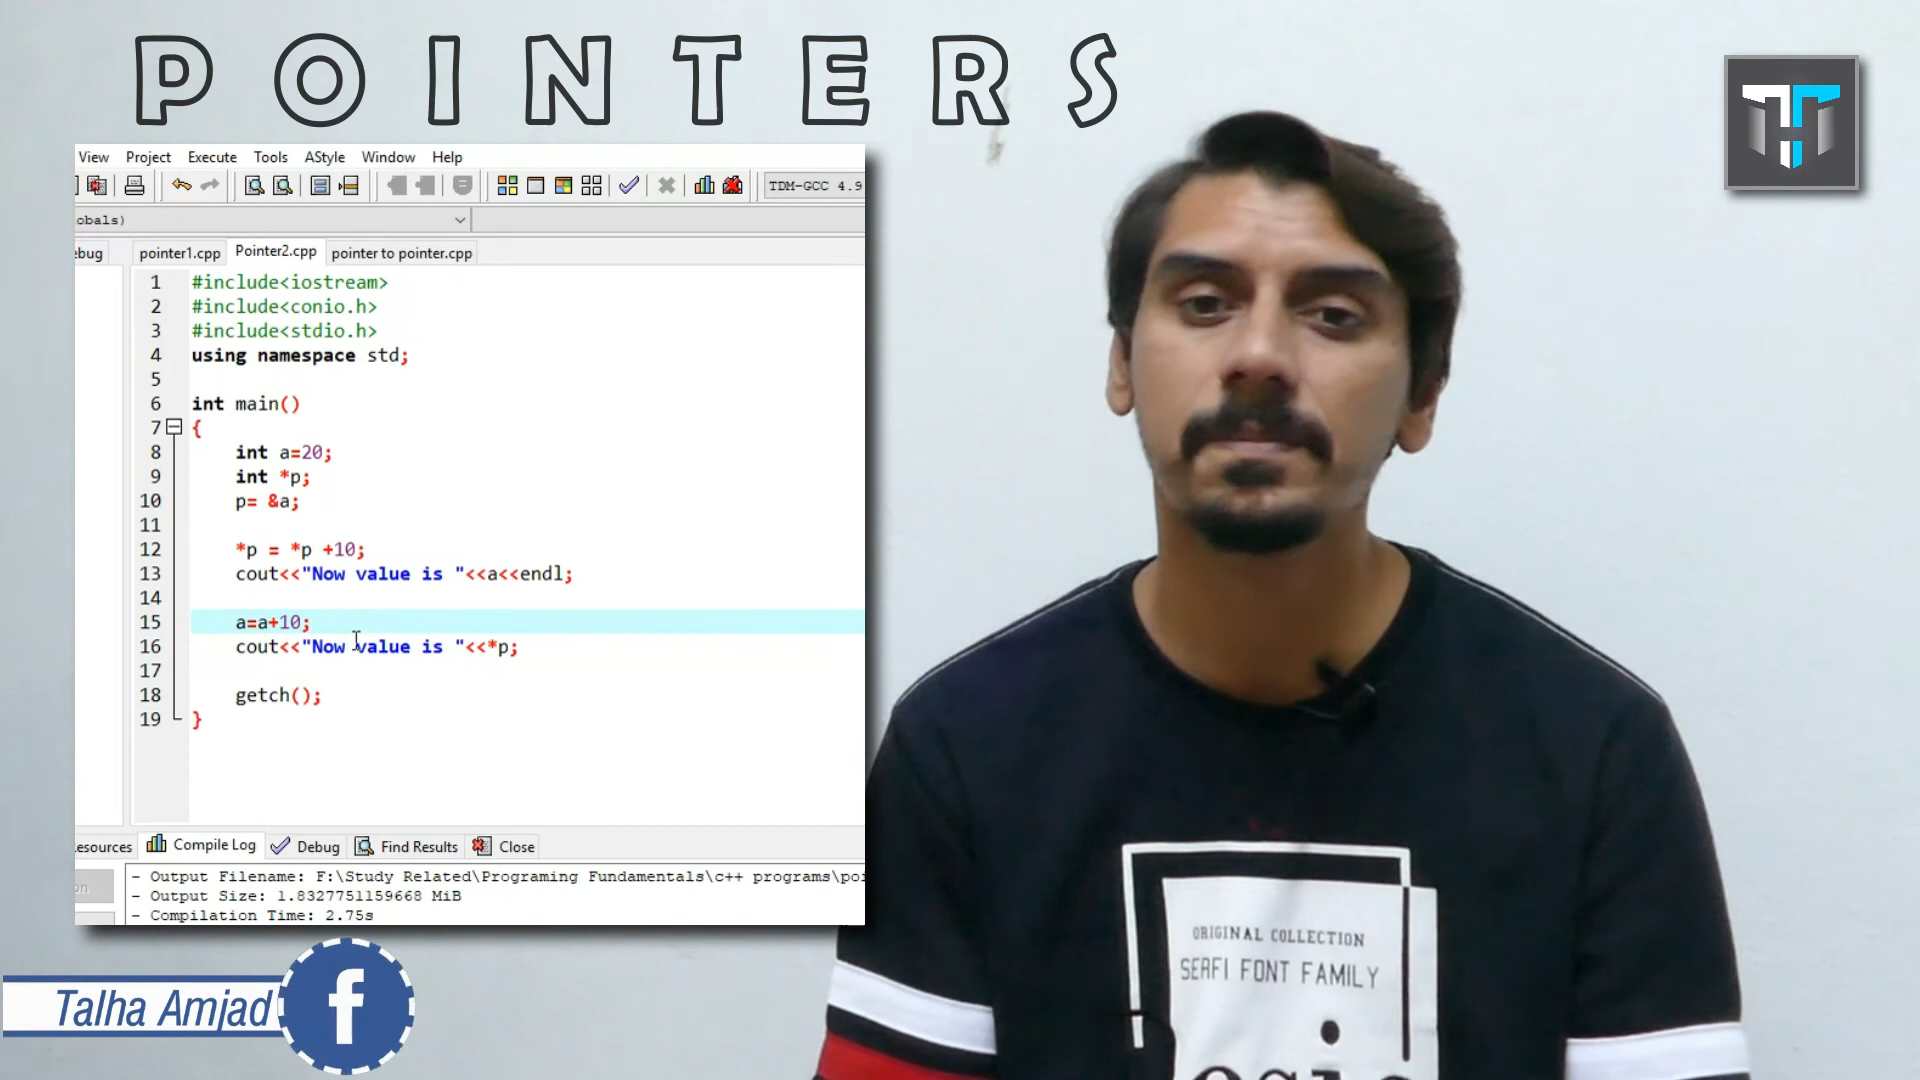 POINTERS
View Project Execute Tools AStyle Window Help
TDM-GCC 4.9
obals)
ebug pointer1.cpp Pointer2.cpp pointer to pointer.cpp
1 #include<iostream>
2 #include<conio.h>
3 #include<stdio.h>
4 using namespace std;
5
6 int main()
7 {
8 int a=20;
9 int *p;
10 p= &a;
11
12 *p = *p +10;
13 cout<<"Now value is "<<a<<endl;
14
15 a=a+10;
16 cout<<"Now value is "<<*p;
17
18 getch();
19 }
esources Compile Log Debug Find Results Close
- Output Filename: F:\Study Related\Programing Fundamentals\c++ programs\poi
- Output Size: 1.8327751159668 MiB
- Compilation Time: 2.75s
Talha Amjad f
ORIGINAL COLLECTION
SERFI FONT FAMILY